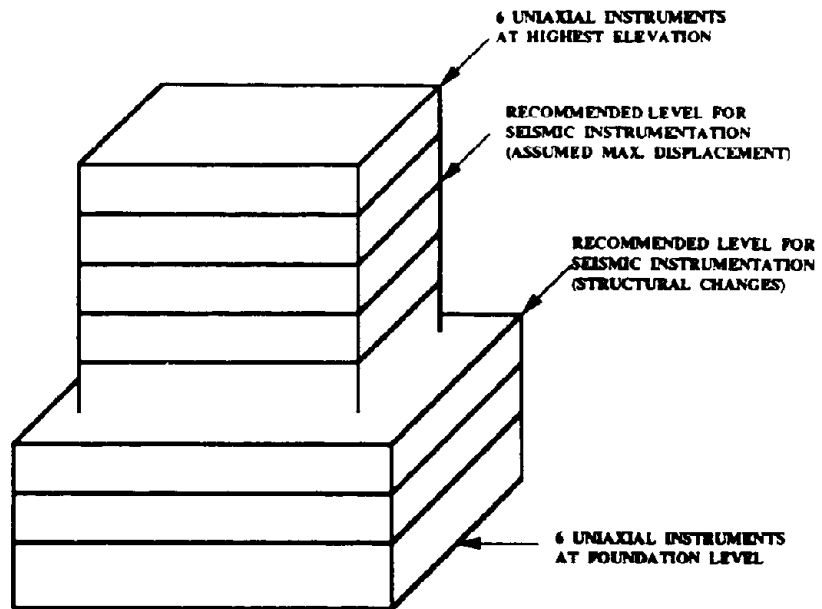 6 UNIAXIAL INSTRUMENTS
AT HIGHEST ELEVATION
RECOMMENDED LEVEL FOR
SEISMIC INSTRUMENTATION
(ASSUMED MAX. DISPLACEMENT)
RECOMMENDED LEVEL FOR
SEISMIC INSTRUMENTATION
(STRUCTURAL CHANGES)
6 UNIAXIAL INSTRUMENTS
AT FOUNDATION LEVEL